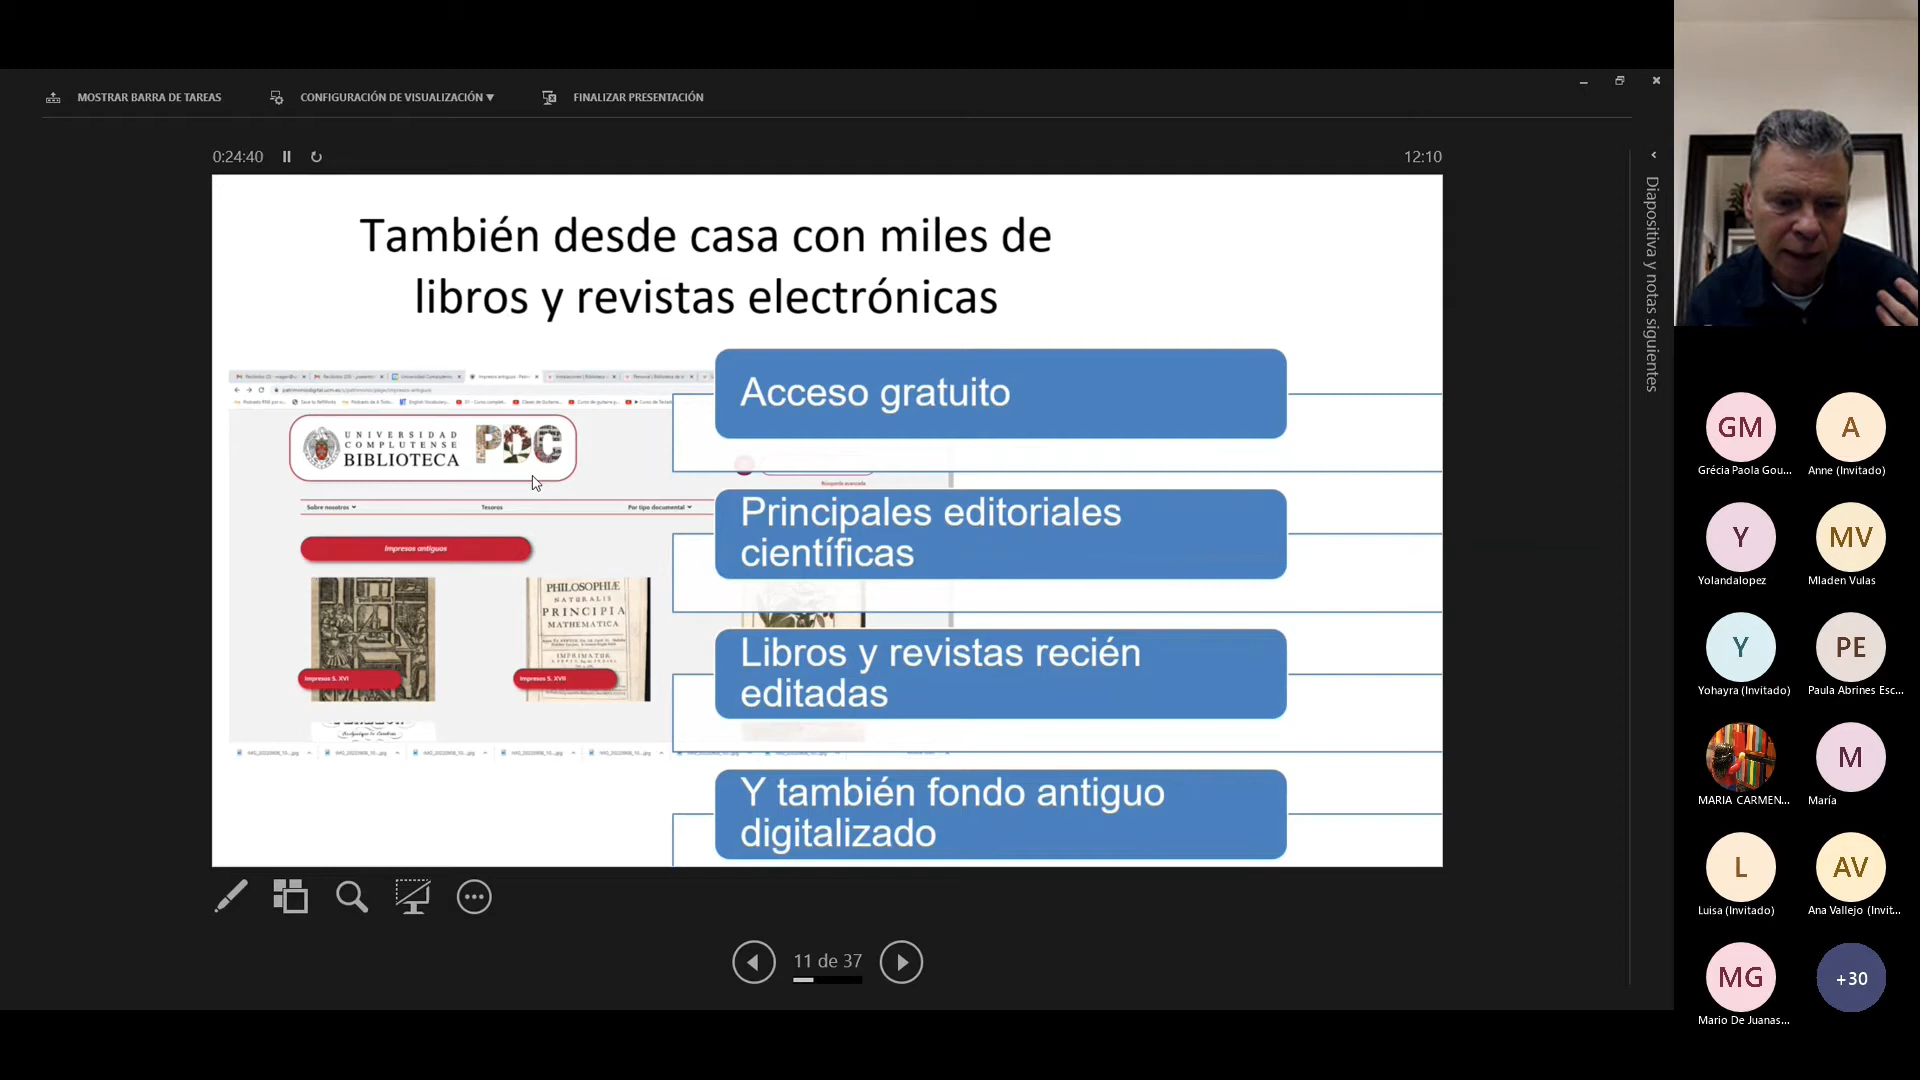 MOSTRAR BARRA DE TAREAS
CONFIGURACIÓN DE VISUALIZACIÓN ▾
FINALIZAR PRESENTACIÓN
0:24:40
12:10
También desde casa con miles de
libros y revistas electrónicas
UNIVERSIDAD
COMPLUTENSE
BIBLIOTECA
PDC
Búsqueda avanzada
Sobre nosotros
Tesoros
Por tipo documental
Impresos antiguos
PHILOSOPHIÆ
NATURALIS
PRINCIPIA
MATHEMATICA
IMPRIMATUR
Impresos S. XVI
Impresos S. XVII
Acceso gratuito
Principales editoriales
científicas
Libros y revistas recién
editadas
Y también fondo antiguo
digitalizado
11 de 37
Diapositiva y notas siguientes
GM
Grécia Paola Gou...
A
Anne (Invitado)
Y
Yolandalopez
MV
Mladen Vulas
Y
Yohayra (Invitado)
PE
Paula Abrines Esc...
MARIA CARMEN...
M
María
L
Luisa (Invitado)
AV
Ana Vallejo (Invit...
MG
Mario De Juanas...
+30